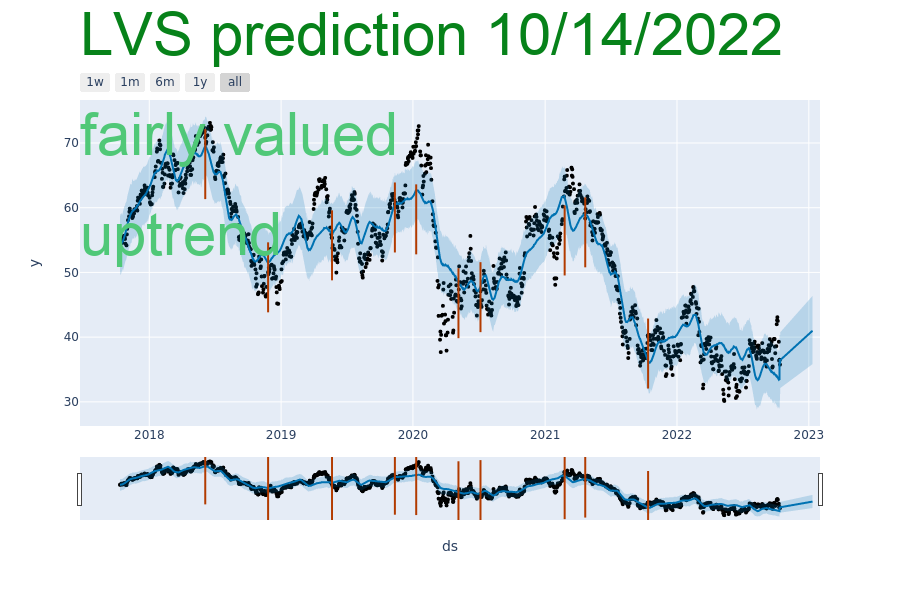 LVS prediction 10/14/2022
1w 1m 6m 1y all
fairly valued
70
60
uptrend
50
y
40
30
2018 2019 2020 2021 2022 2023
ds